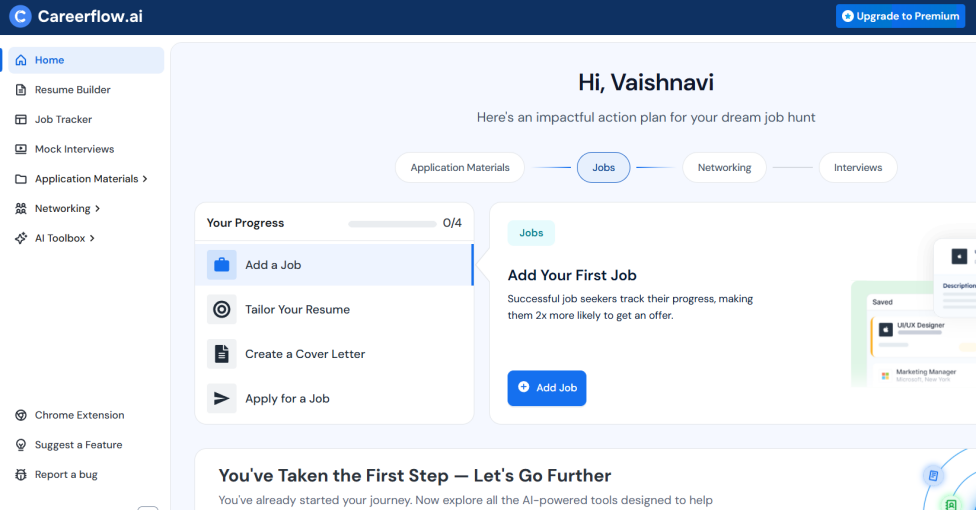 Careerflow.ai
Upgrade to Premium
Home
Resume Builder
Job Tracker
Mock Interviews
Application Materials
Networking
AI Toolbox
Chrome Extension
Suggest a Feature
Report a bug
Hi, Vaishnavi
Here's an impactful action plan for your dream job hunt
Application Materials
Jobs
Networking
Interviews
Your Progress
0/4
Add a Job
Tailor Your Resume
Create a Cover Letter
Apply for a Job
Jobs
Add Your First Job
Successful job seekers track their progress, making
them 2x more likely to get an offer.
Add Job
Description
Saved
UI/UX Designer
Marketing Manager
Microsoft, New York
You've Taken the First Step — Let's Go Further
You've already started your journey. Now explore all the AI-powered tools designed to help